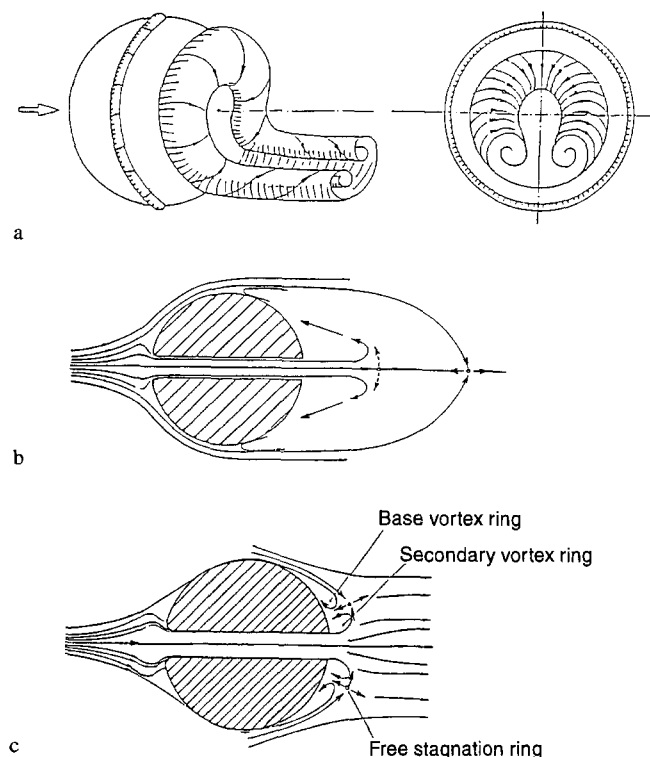 a
b
Base vortex ring
Secondary vortex ring
c
Free stagnation ring